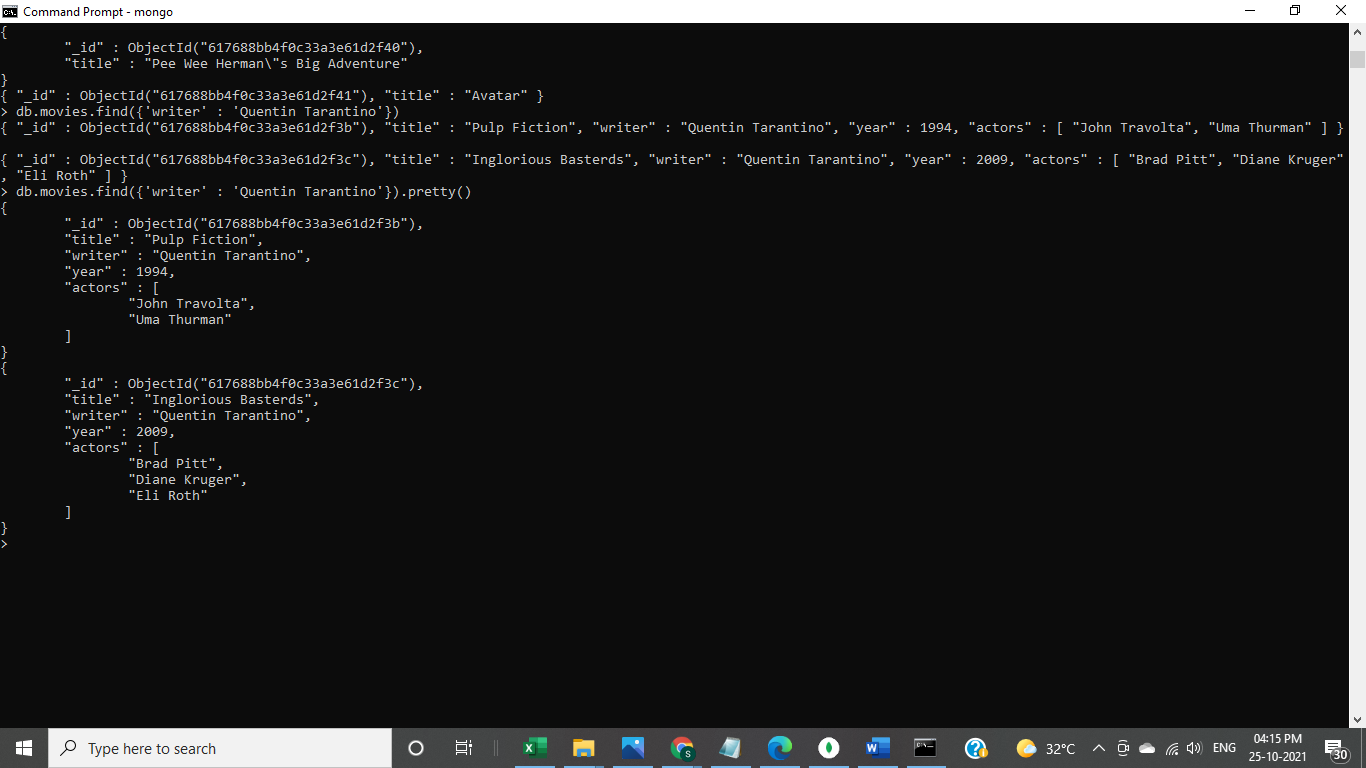 Command Prompt - mongo
{
"_id" : ObjectId("617688bb4f0c33a3e61d2f40"),
"title" : "Pee Wee Herman\"s Big Adventure"
}
{ "_id" : ObjectId("617688bb4f0c33a3e61d2f41"), "title" : "Avatar" }
> db.movies.find({'writer' : 'Quentin Tarantino'})
{ "_id" : ObjectId("617688bb4f0c33a3e61d2f3b"), "title" : "Pulp Fiction", "writer" : "Quentin Tarantino", "year" : 1994, "actors" : [ "John Travolta", "Uma Thurman" ] }
{ "_id" : ObjectId("617688bb4f0c33a3e61d2f3c"), "title" : "Inglorious Basterds", "writer" : "Quentin Tarantino", "year" : 2009, "actors" : [ "Brad Pitt", "Diane Kruger"
, "Eli Roth" ] }
> db.movies.find({'writer' : 'Quentin Tarantino'}).pretty()
{
"_id" : ObjectId("617688bb4f0c33a3e61d2f3b"),
"title" : "Pulp Fiction",
"writer" : "Quentin Tarantino",
"year" : 1994,
"actors" : [
"John Travolta",
"Uma Thurman"
]
}
{
"_id" : ObjectId("617688bb4f0c33a3e61d2f3c"),
"title" : "Inglorious Basterds",
"writer" : "Quentin Tarantino",
"year" : 2009,
"actors" : [
"Brad Pitt",
"Diane Kruger",
"Eli Roth"
]
}
>
Type here to search
32°C
ENG
04:15 PM
25-10-2021
30